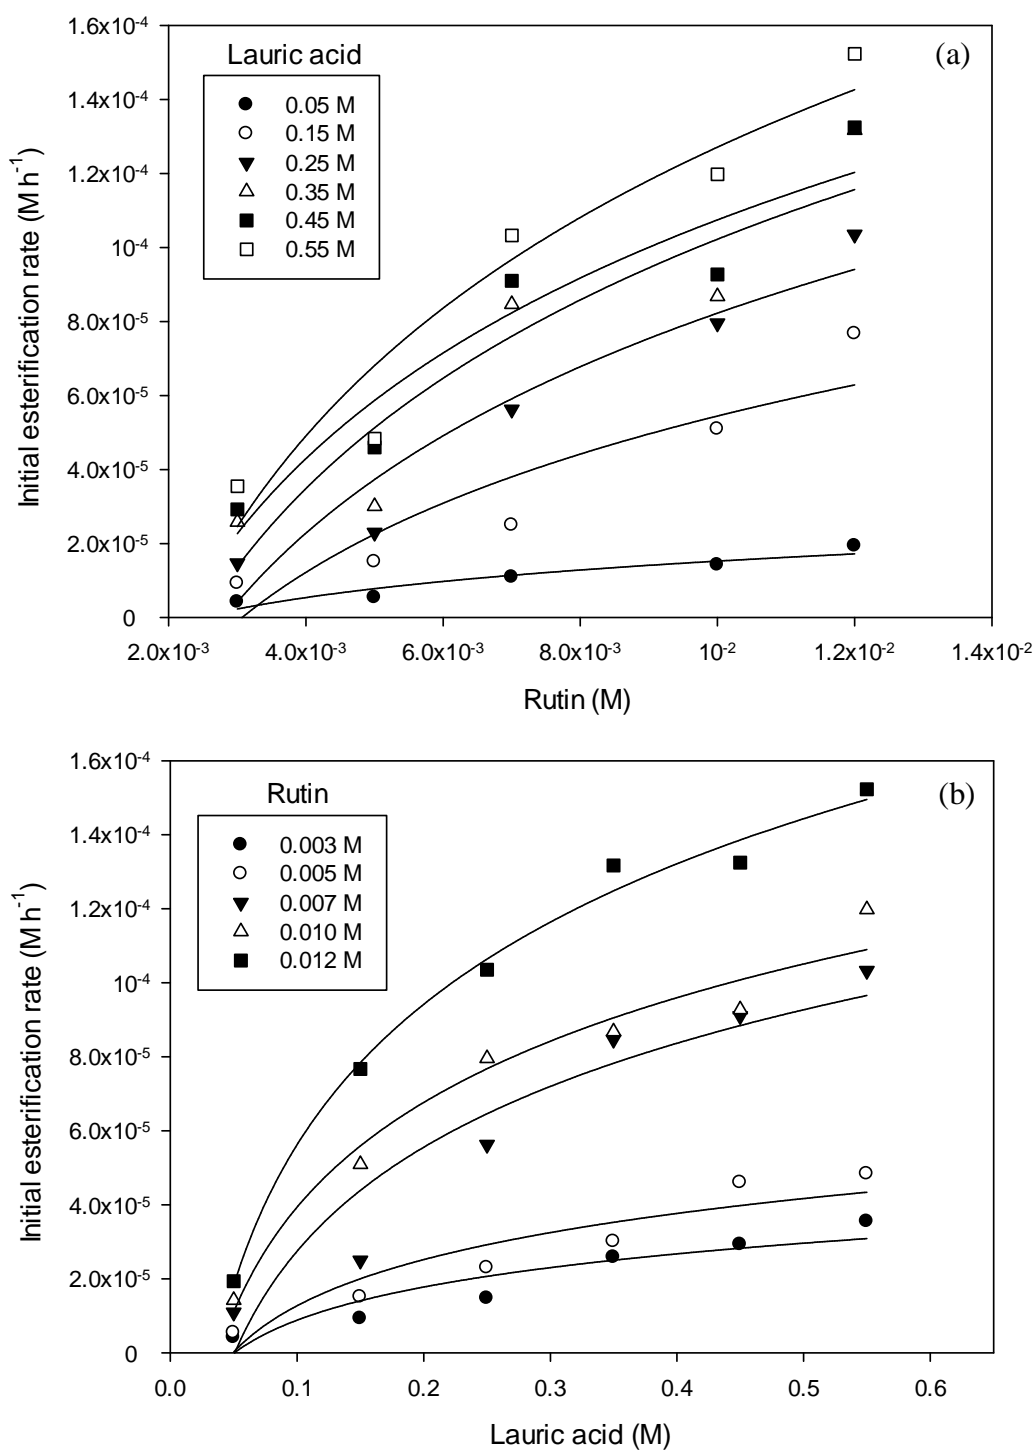 (a)
Lauric acid
0.05 M
0.15 M
0.25 M
0.35 M
0.45 M
0.55 M
Initial esterification rate (M h⁻¹)
1.6x10⁻⁴
1.4x10⁻⁴
1.2x10⁻⁴
10⁻⁴
8.0x10⁻⁵
6.0x10⁻⁵
4.0x10⁻⁵
2.0x10⁻⁵
0
2.0x10⁻³ 4.0x10⁻³ 6.0x10⁻³ 8.0x10⁻³ 10⁻² 1.2x10⁻² 1.4x10⁻²
Rutin (M)
(b)
Rutin
0.003 M
0.005 M
0.007 M
0.010 M
0.012 M
Initial esterification rate (M h⁻¹)
1.6x10⁻⁴
1.4x10⁻⁴
1.2x10⁻⁴
10⁻⁴
8.0x10⁻⁵
6.0x10⁻⁵
4.0x10⁻⁵
2.0x10⁻⁵
0
0.0 0.1 0.2 0.3 0.4 0.5 0.6
Lauric acid (M)